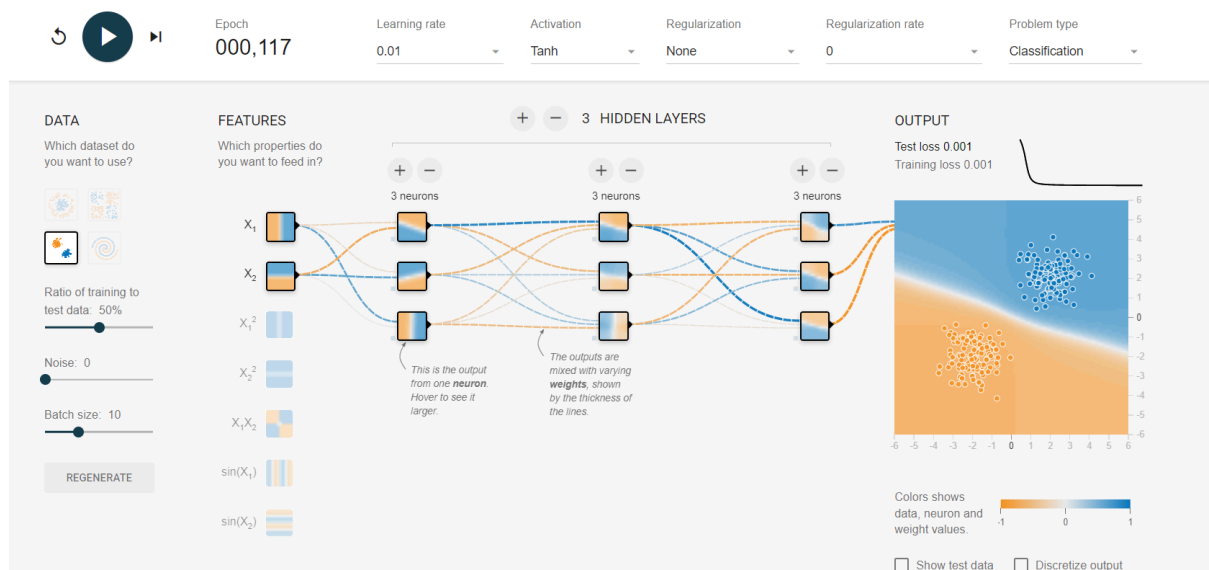 Epoch
000,117
Learning rate
0.01
Activation
Tanh
Regularization
None
Regularization rate
0
Problem type
Classification
DATA
Which dataset do
you want to use?
Ratio of training to
test data: 50%
Noise: 0
Batch size: 10
REGENERATE
FEATURES
Which properties do
you want to feed in?
X₁
X₂
X₁²
X₂²
X₁X₂
sin(X₁)
sin(X₂)
+ − 3 HIDDEN LAYERS
+ −
3 neurons
+ −
3 neurons
+ −
3 neurons
This is the output
from one neuron.
Hover to see it
larger.
The outputs are
mixed with varying
weights, shown
by the thickness of
the lines.
OUTPUT
Test loss 0.001
Training loss 0.001
6
5
4
3
2
1
0
-1
-2
-3
-4
-5
-6
-6 -5 -4 -3 -2 -1 0 1 2 3 4 5 6
Colors shows
data, neuron and
weight values.
-1 0 1
Show test data Discretize output